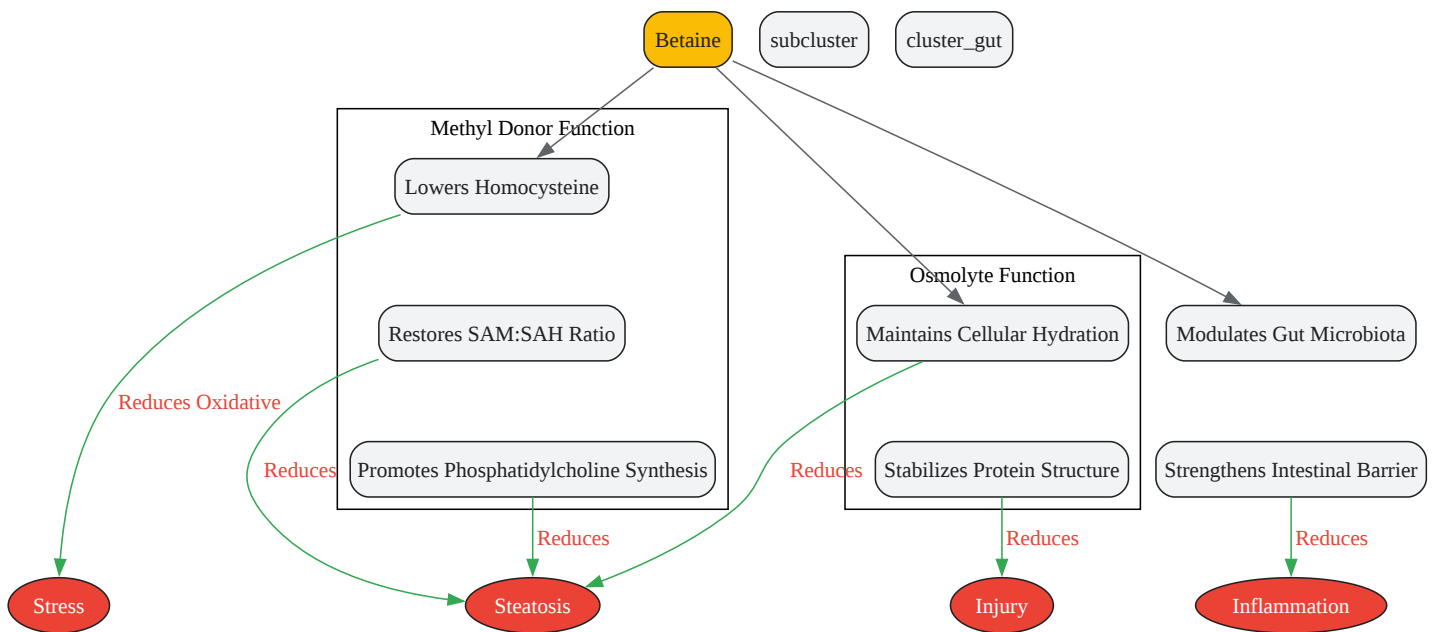 Betaine
subcluster
cluster_gut
Methyl Donor Function
Lowers Homocysteine
Osmolyte Function
Restores SAM:SAH Ratio
Maintains Cellular Hydration
Modulates Gut Microbiota
Reduces Oxidative
Reduces
Promotes Phosphatidylcholine Synthesis
Reduces
Stabilizes Protein Structure
Strengthens Intestinal Barrier
Reduces
Reduces
Reduces
Stress
Steatosis
Injury
Inflammation